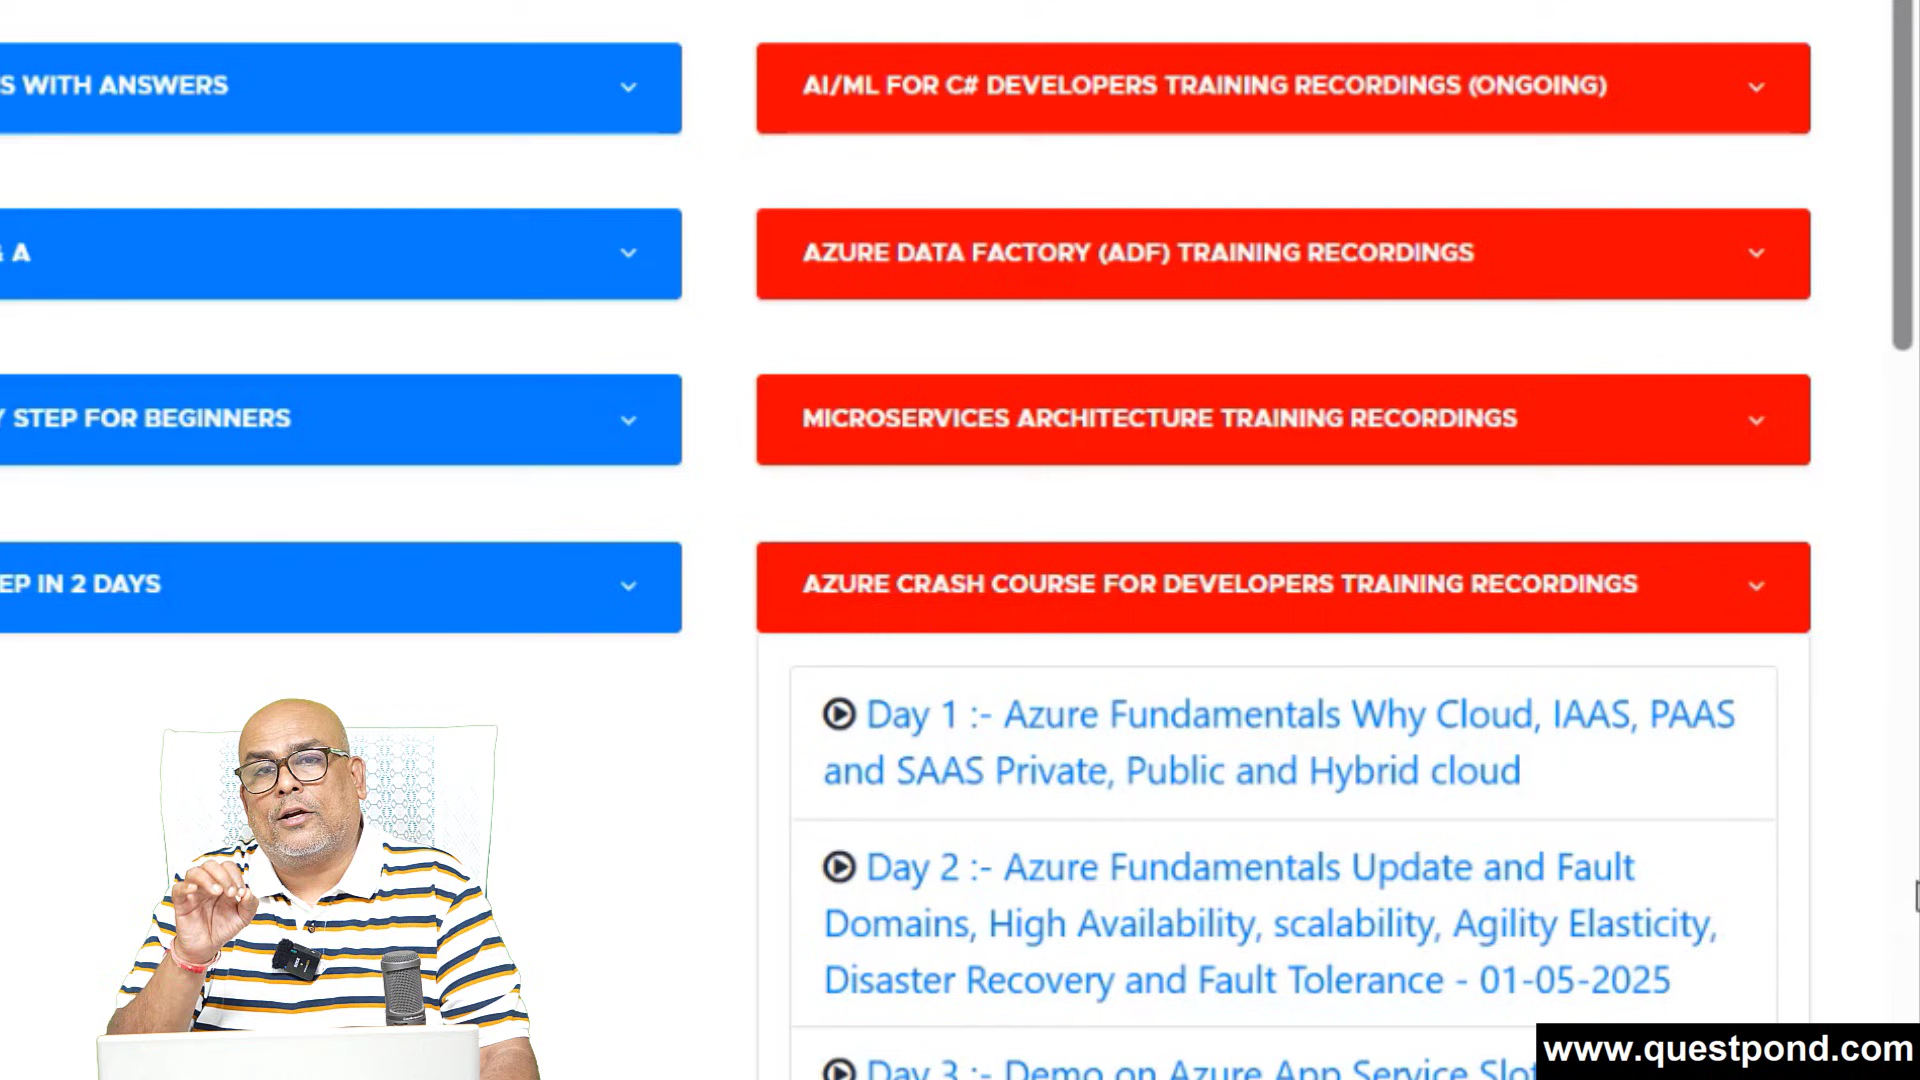 S WITH ANSWERS
& A
Y STEP FOR BEGINNERS
EP IN 2 DAYS
AI/ML FOR C# DEVELOPERS TRAINING RECORDINGS (ONGOING)
AZURE DATA FACTORY (ADF) TRAINING RECORDINGS
MICROSERVICES ARCHITECTURE TRAINING RECORDINGS
AZURE CRASH COURSE FOR DEVELOPERS TRAINING RECORDINGS
Day 1 :- Azure Fundamentals Why Cloud, IAAS, PAAS
and SAAS Private, Public and Hybrid cloud
Day 2 :- Azure Fundamentals Update and Fault
Domains, High Availability, scalability, Agility Elasticity,
Disaster Recovery and Fault Tolerance - 01-05-2025
Day 3 :- Demo on Azure App Service Slot
www.questpond.com